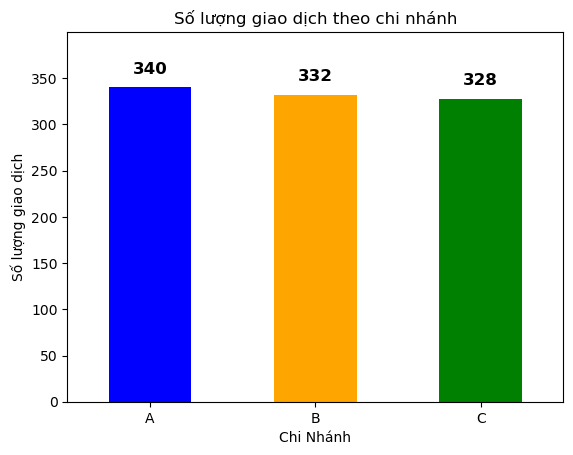 Số lượng giao dịch theo chi nhánh
340
332
328
350
300
250
200
150
100
50
0
Số lượng giao dịch
A
B
C
Chi Nhánh